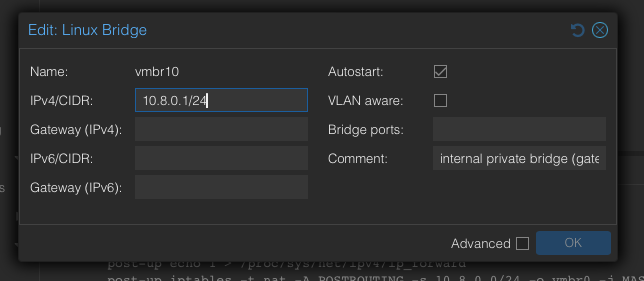 Edit: Linux Bridge
Name: vmbr10 Autostart:
IPv4/CIDR: 10.8.0.1/24 VLAN aware:
Gateway (IPv4): Bridge ports:
IPv6/CIDR: Comment: internal private bridge (gate
Gateway (IPv6):
Advanced OK
post-up echo 1 > /proc/sys/net/ipv4/ip_forward
post-up iptables -t nat -A POSTROUTING -s 10.8.0.0/24 -o vmbr0 -j MAS